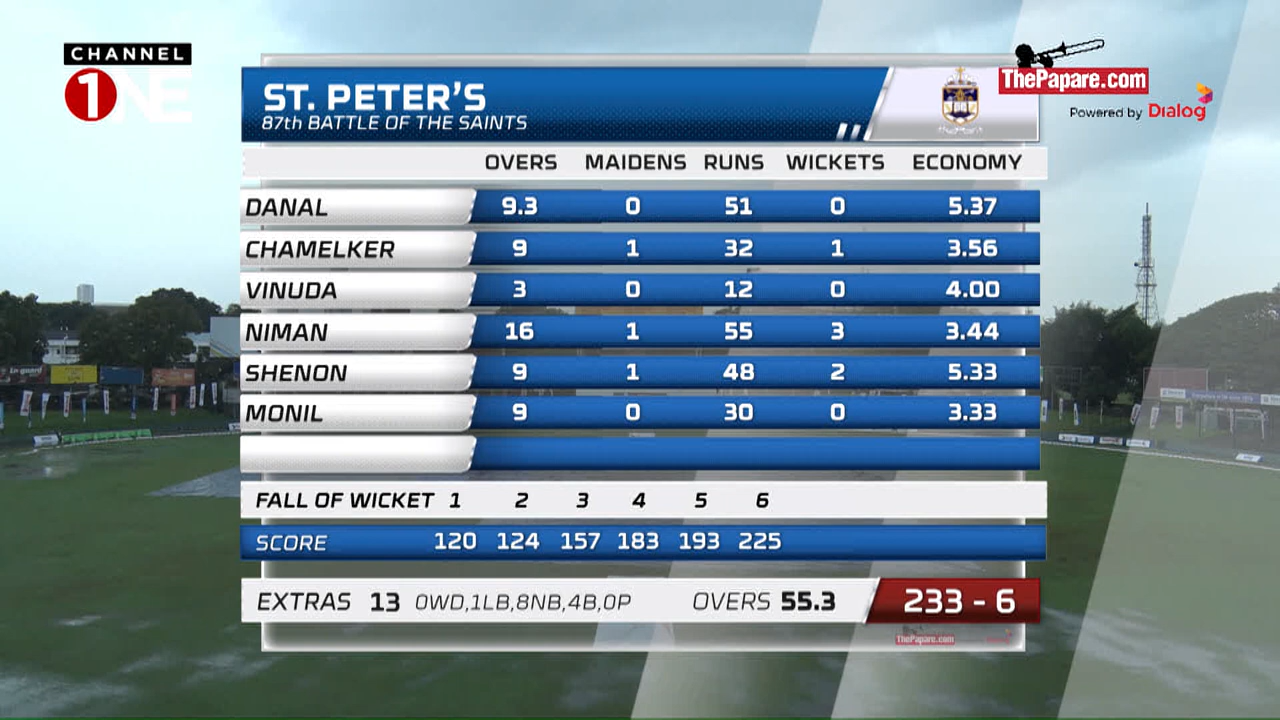 CHANNEL
1NE
ThePapare.com
Powered by Dialog
ST. PETER'S
87th BATTLE OF THE SAINTS
OVERS MAIDENS RUNS WICKETS ECONOMY
DANAL 9.3 0 51 0 5.37
CHAMELKER 9 1 32 1 3.56
VINUDA 3 0 12 0 4.00
NIMAN 16 1 55 3 3.44
SHENON 9 1 48 2 5.33
MONIL 9 0 30 0 3.33
FALL OF WICKET 1 2 3 4 5 6
SCORE 120 124 157 183 193 225
EXTRAS 13 0WD,1LB,8NB,4B,0P OVERS 55.3 233 - 6
ThePapare.com